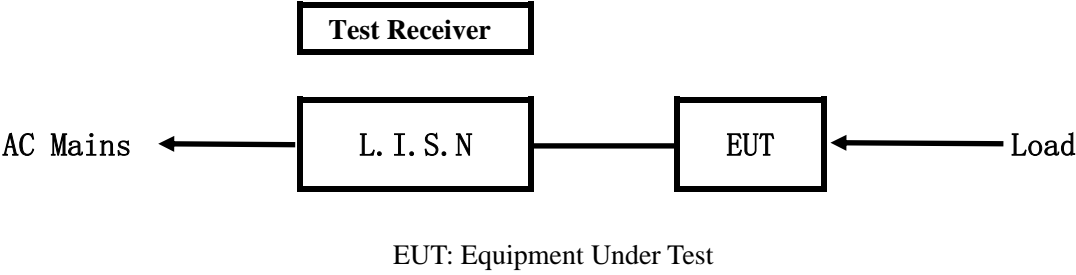 Test Receiver
AC Mains L.I.S.N EUT Load
EUT: Equipment Under Test